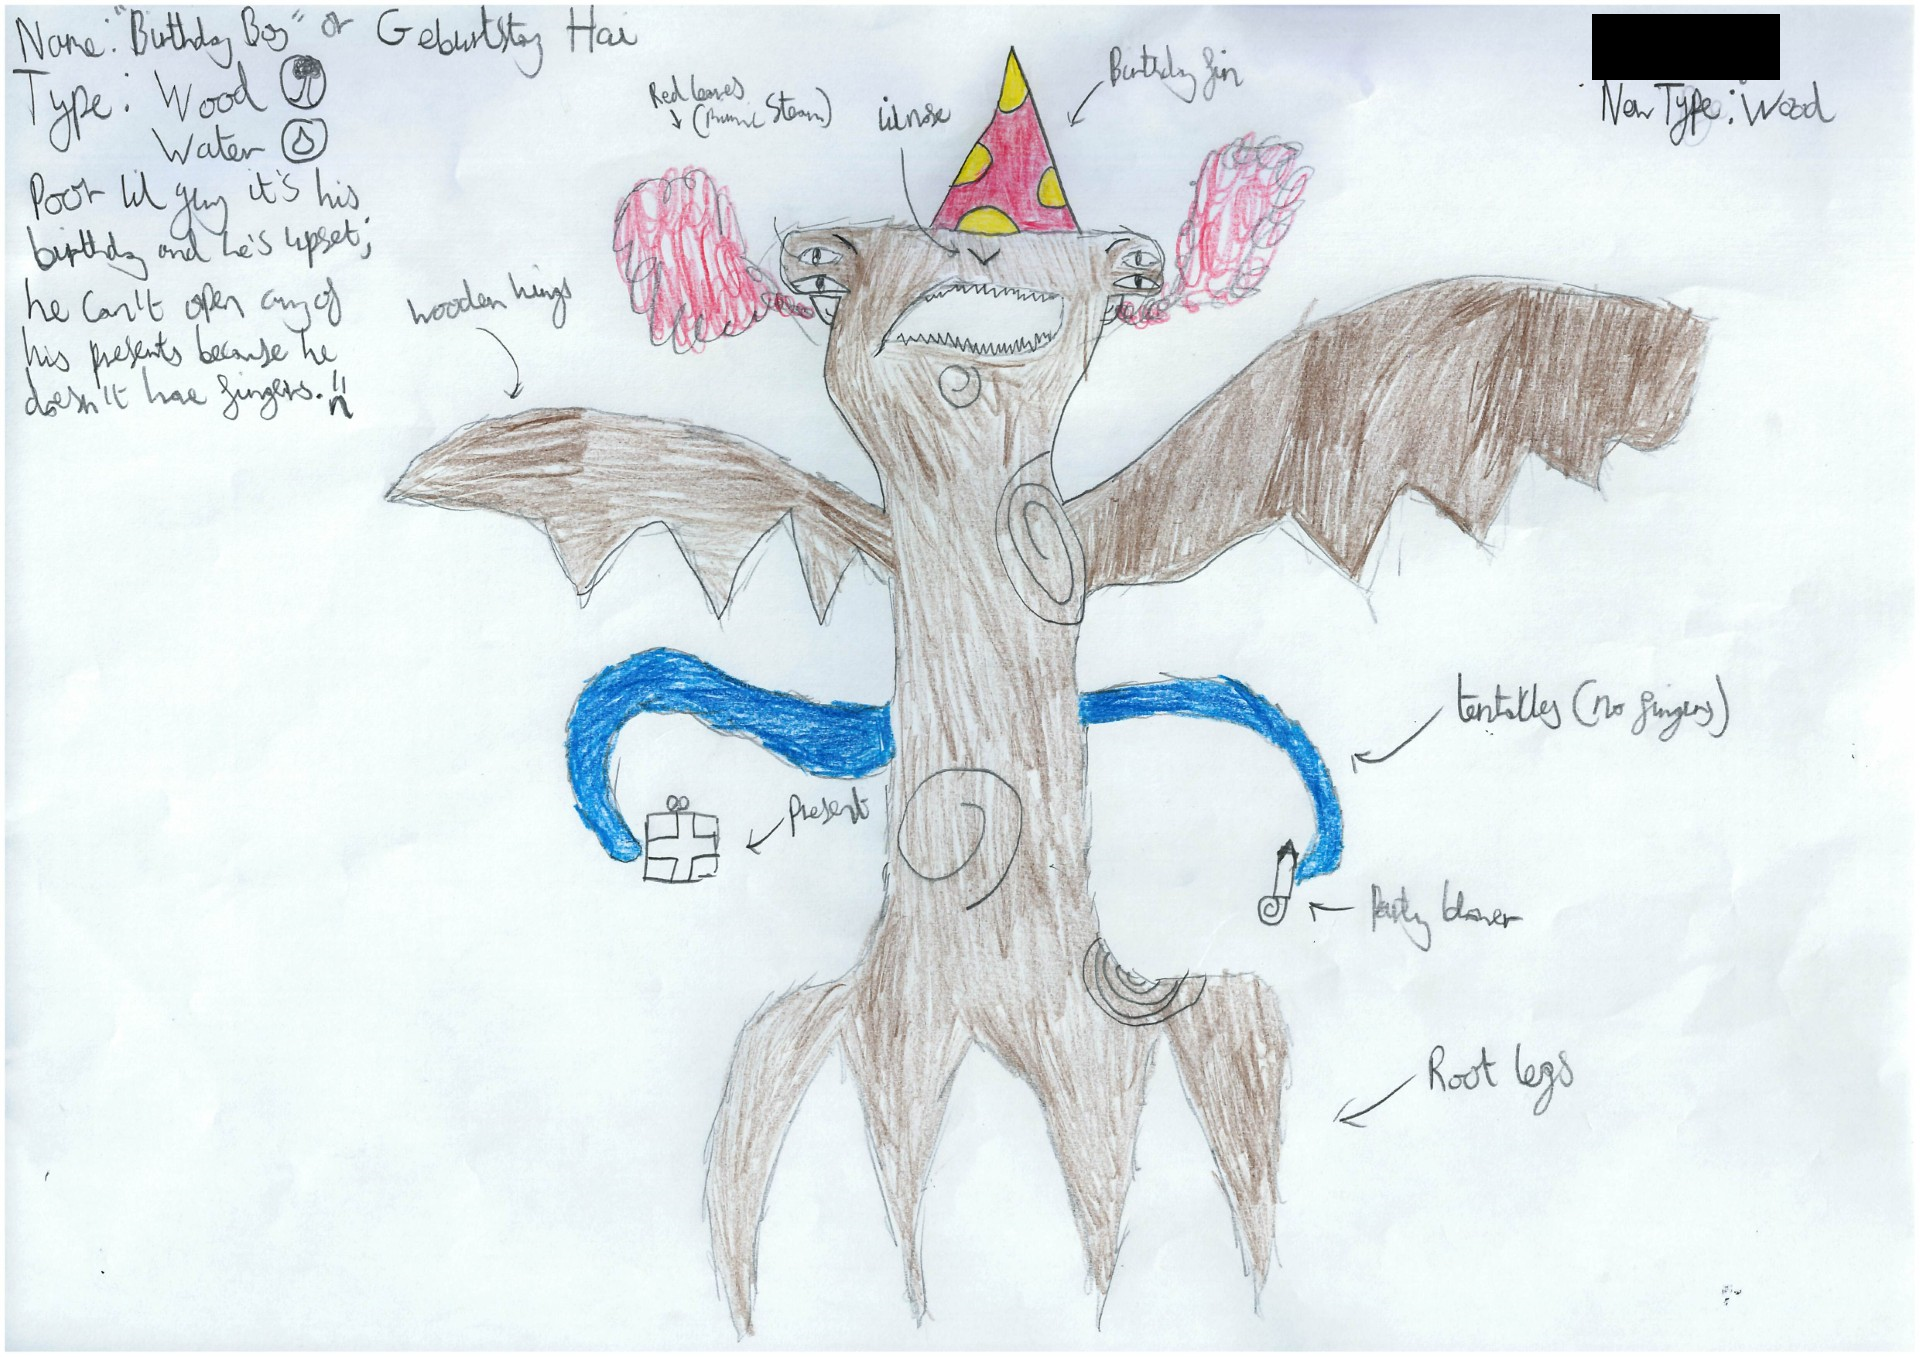 Name: "Birthday Boy" or Geburtstag Hai
Type: Wood
Water
Poor lil guy it's his
birthday and he's upset;
he can't open any of
his presents because he
doesn't have fingers.
Red leaves
(Mimic Steam)
lil nose
Birthday fin
New Type: Wood
wooden wings
tentalles (no fingers)
present
Party blower
Root legs